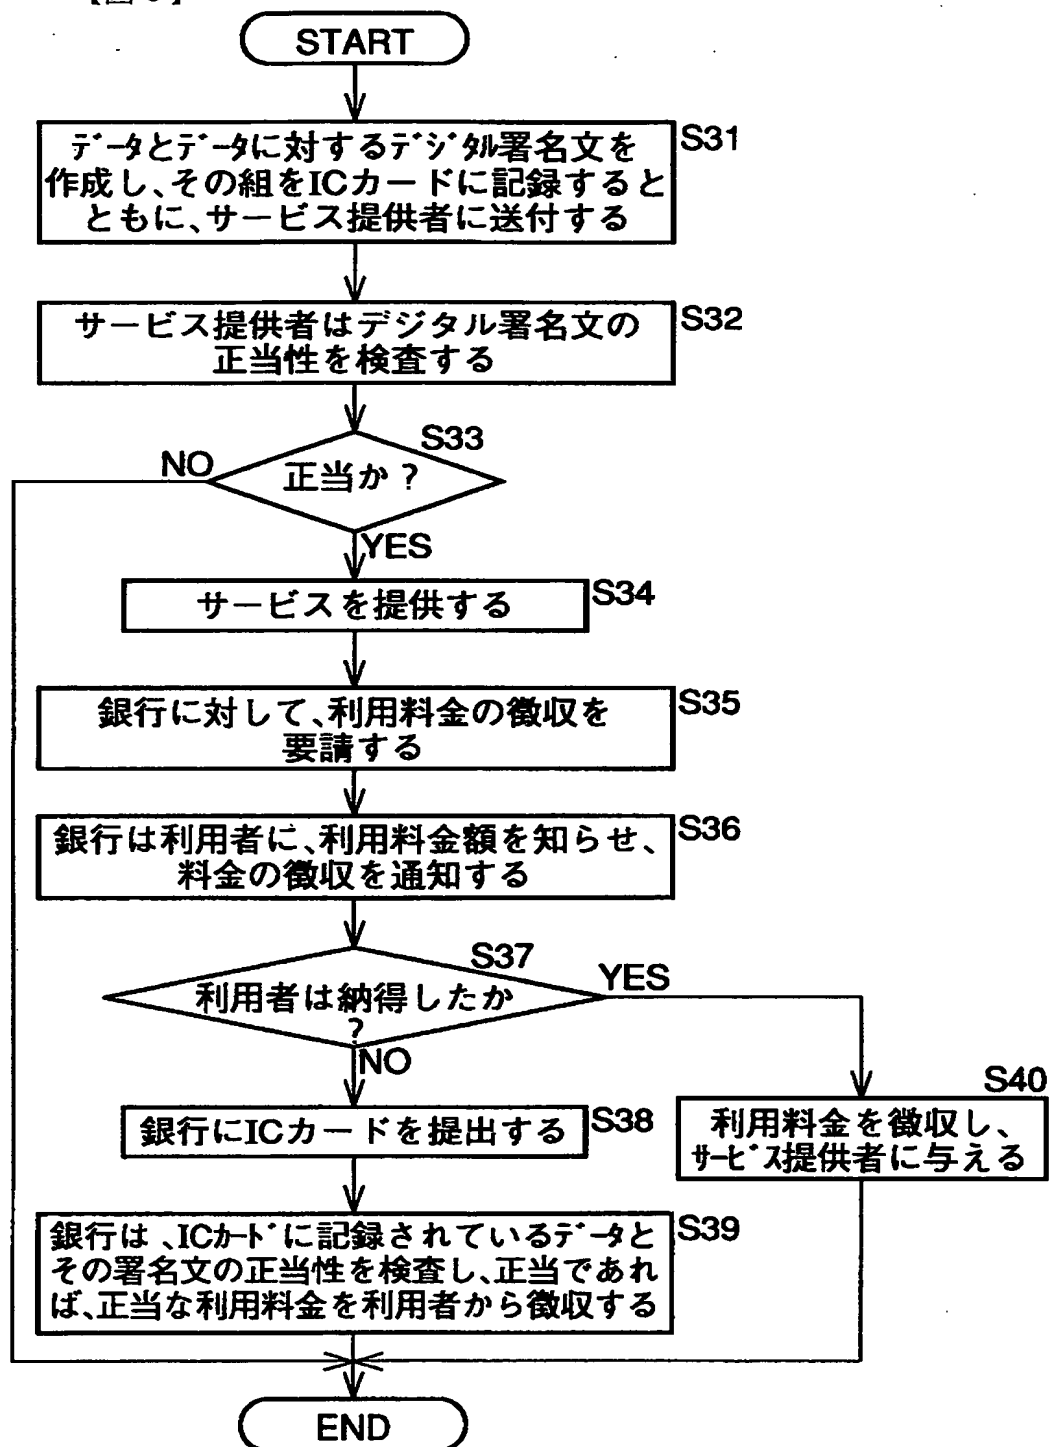 START
データとデータに対するデジタル署名文を
作成し、その組をICカードに記録すると
ともに、サービス提供者に送付する
S31
サービス提供者はデジタル署名文の
正当性を検査する
S32
S33
正当か？
NO
YES
サービスを提供する
S34
銀行に対して、利用料金の徴収を
要請する
S35
銀行は利用者に、利用料金額を知らせ、
料金の徴収を通知する
S36
S37
利用者は納得したか
？
YES
NO
銀行にICカードを提出する
S38
S40
利用料金を徴収し、
サービス提供者に与える
銀行は、ICカードに記録されているデータと
その署名文の正当性を検査し、正当であれ
ば、正当な利用料金を利用者から徴収する
S39
END